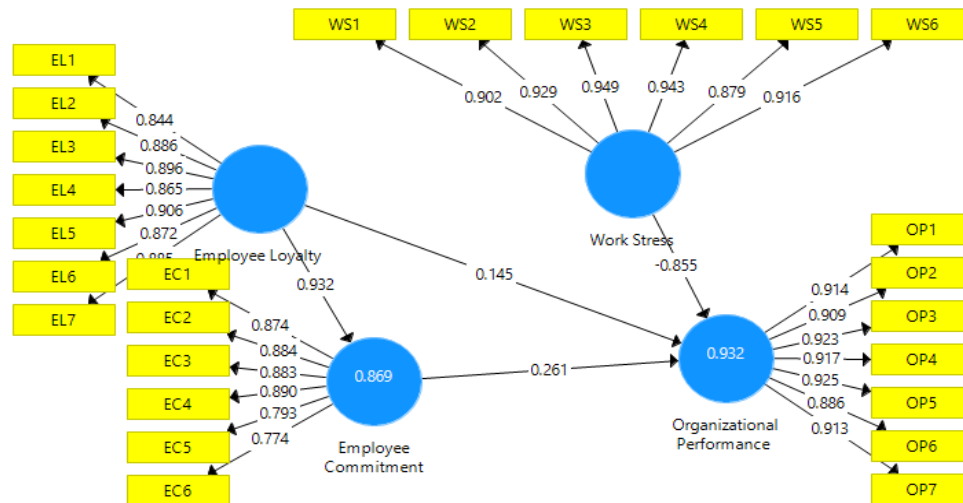 WS1
WS2
WS3
WS4
WS5
WS6
0.902
0.929
0.949
0.943
0.879
0.916
EL1
EL2
EL3
EL4
EL5
EL6
EL7
0.844
0.886
0.896
0.865
0.906
0.872
Employee Loyalty
Work Stress
0.932
0.145
-0.855
EC1
EC2
EC3
EC4
EC5
EC6
0.874
0.884
0.883
0.890
0.793
0.774
0.869
Employee
Commitment
0.261
0.932
Organizational
Performance
0.914
0.909
0.923
0.917
0.925
0.886
0.913
OP1
OP2
OP3
OP4
OP5
OP6
OP7